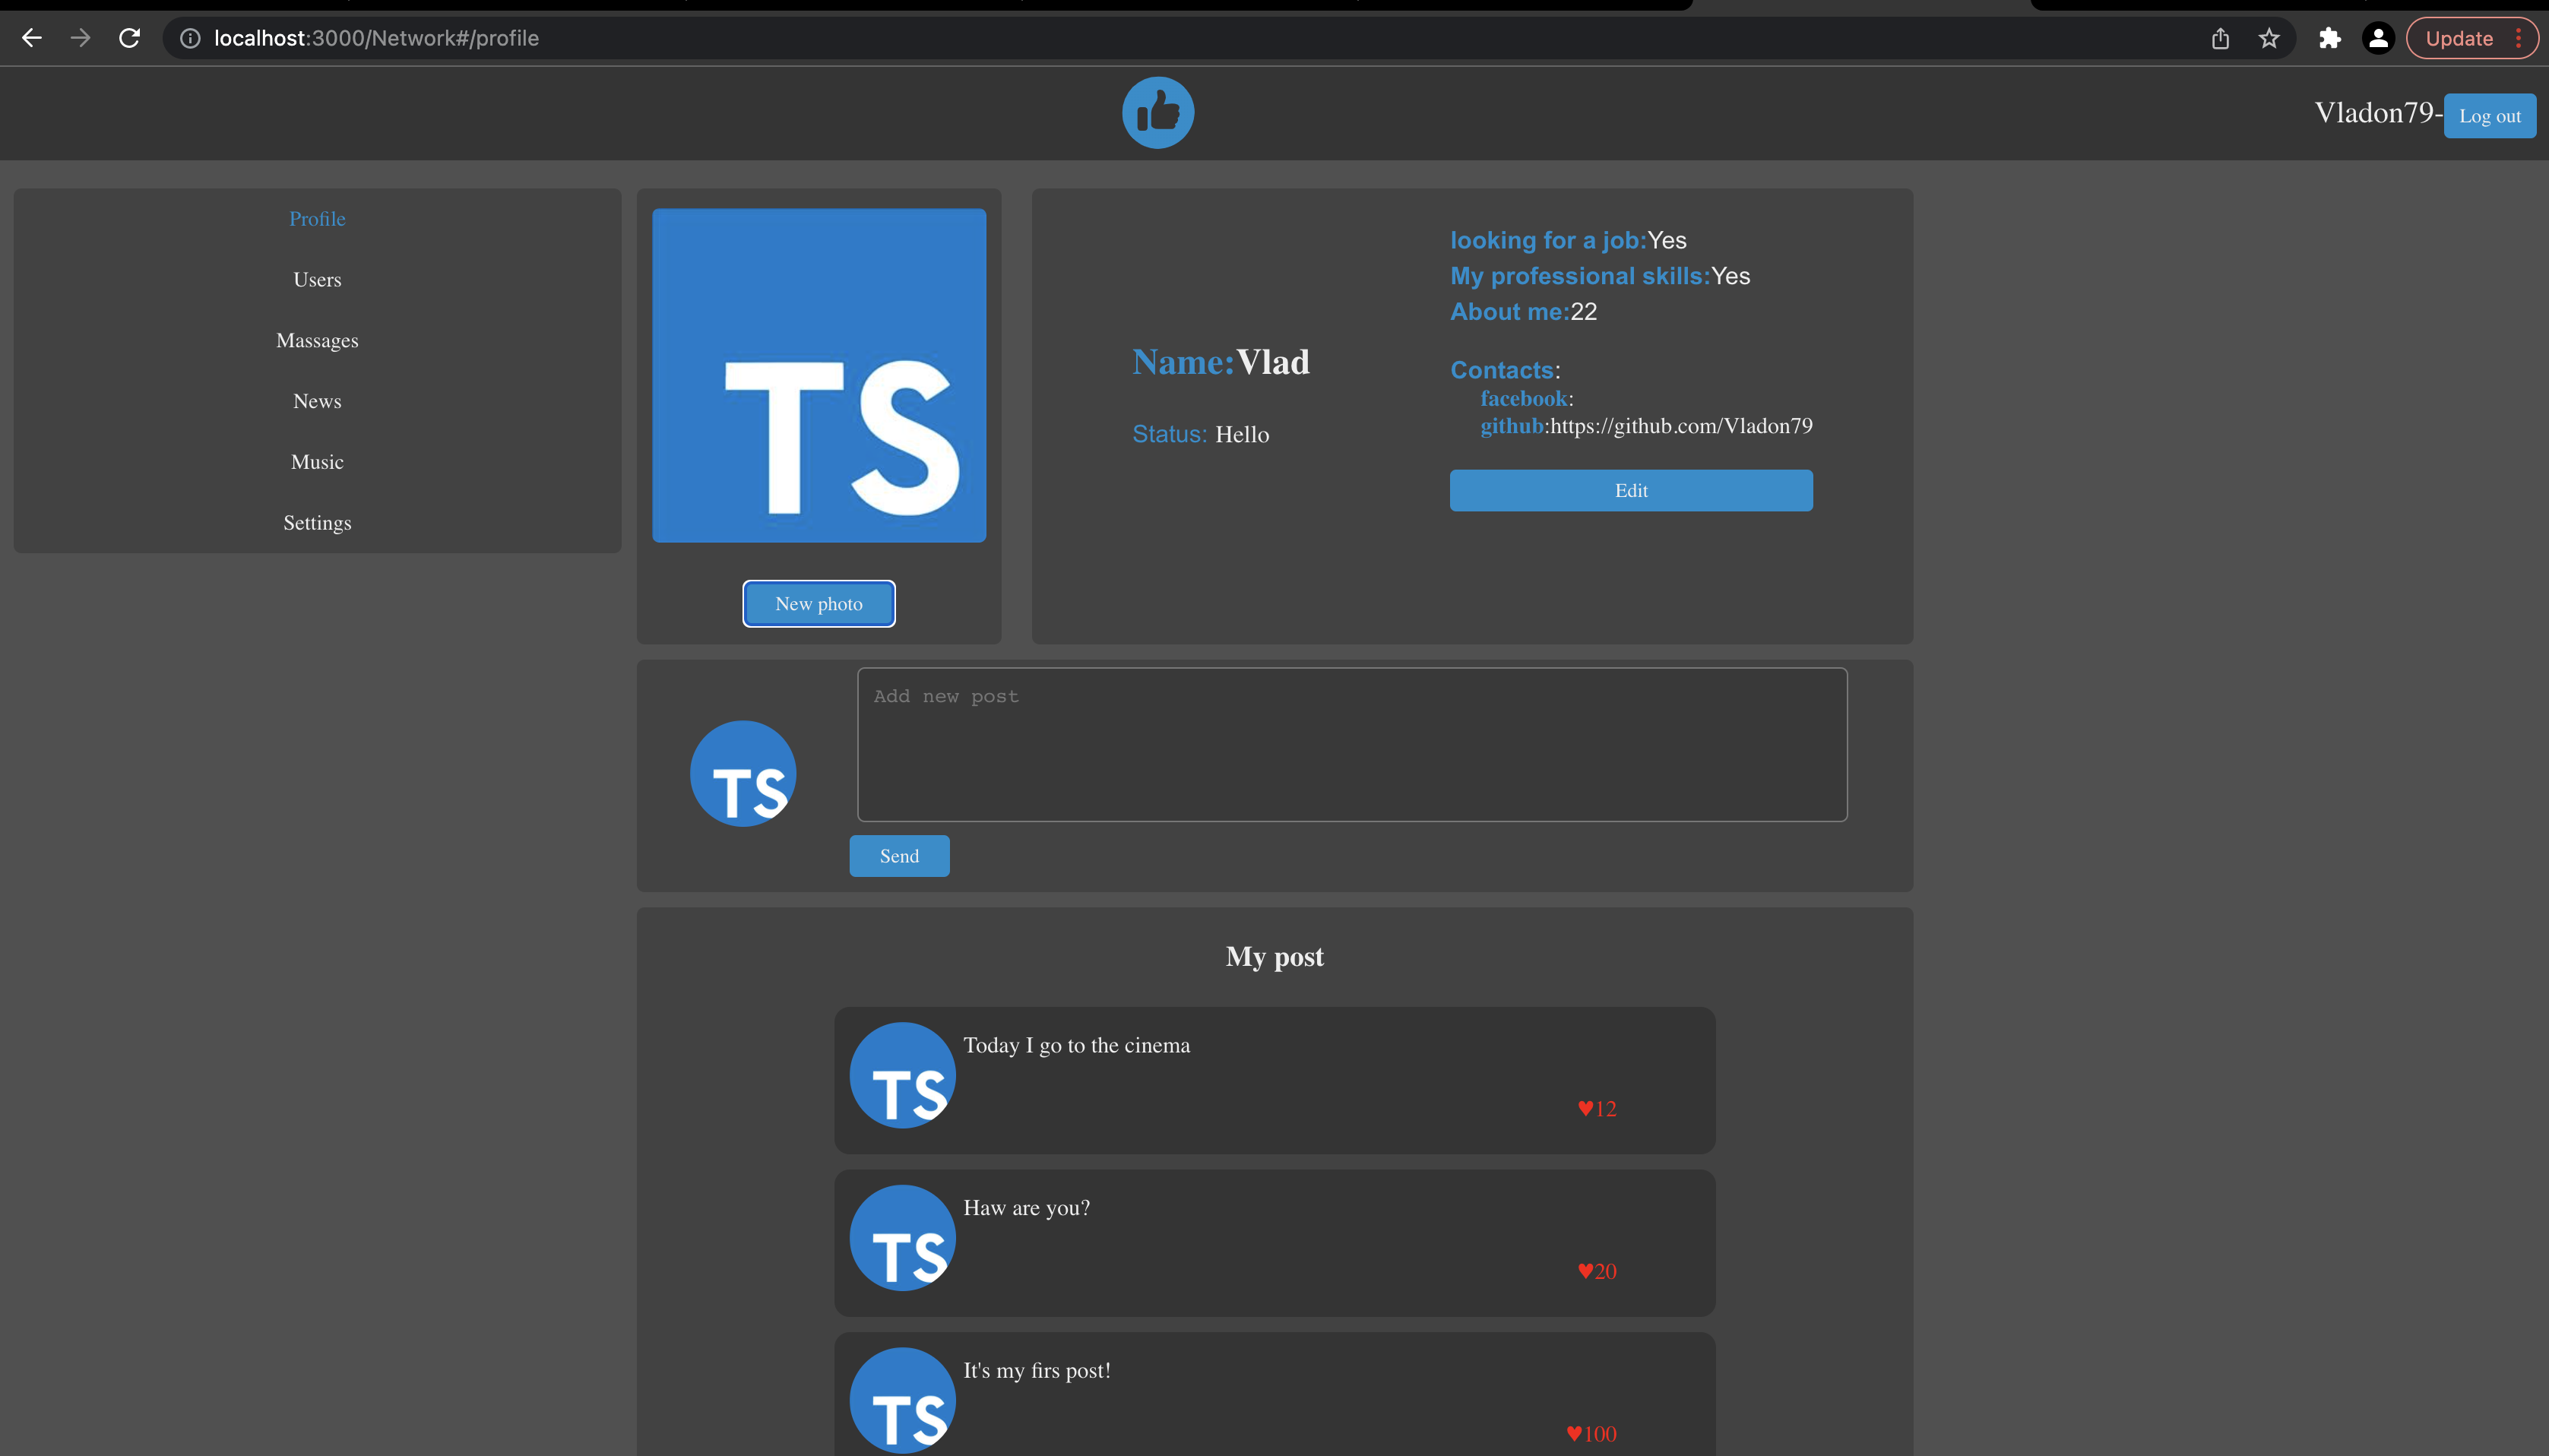 localhost:3000/Network#/profile
Update
Vladon79-
Log out
Profile
Users
Massages
News
Music
Settings
TS
New photo
Name:Vlad
Status: Hello
looking for a job:Yes
My professional skills:Yes
About me:22
Contacts:
facebook:
github:https://github.com/Vladon79
Edit
TS
Add new post
Send
My post
TS
Today I go to the cinema
♥12
TS
Haw are you?
♥20
TS
It's my firs post!
♥100